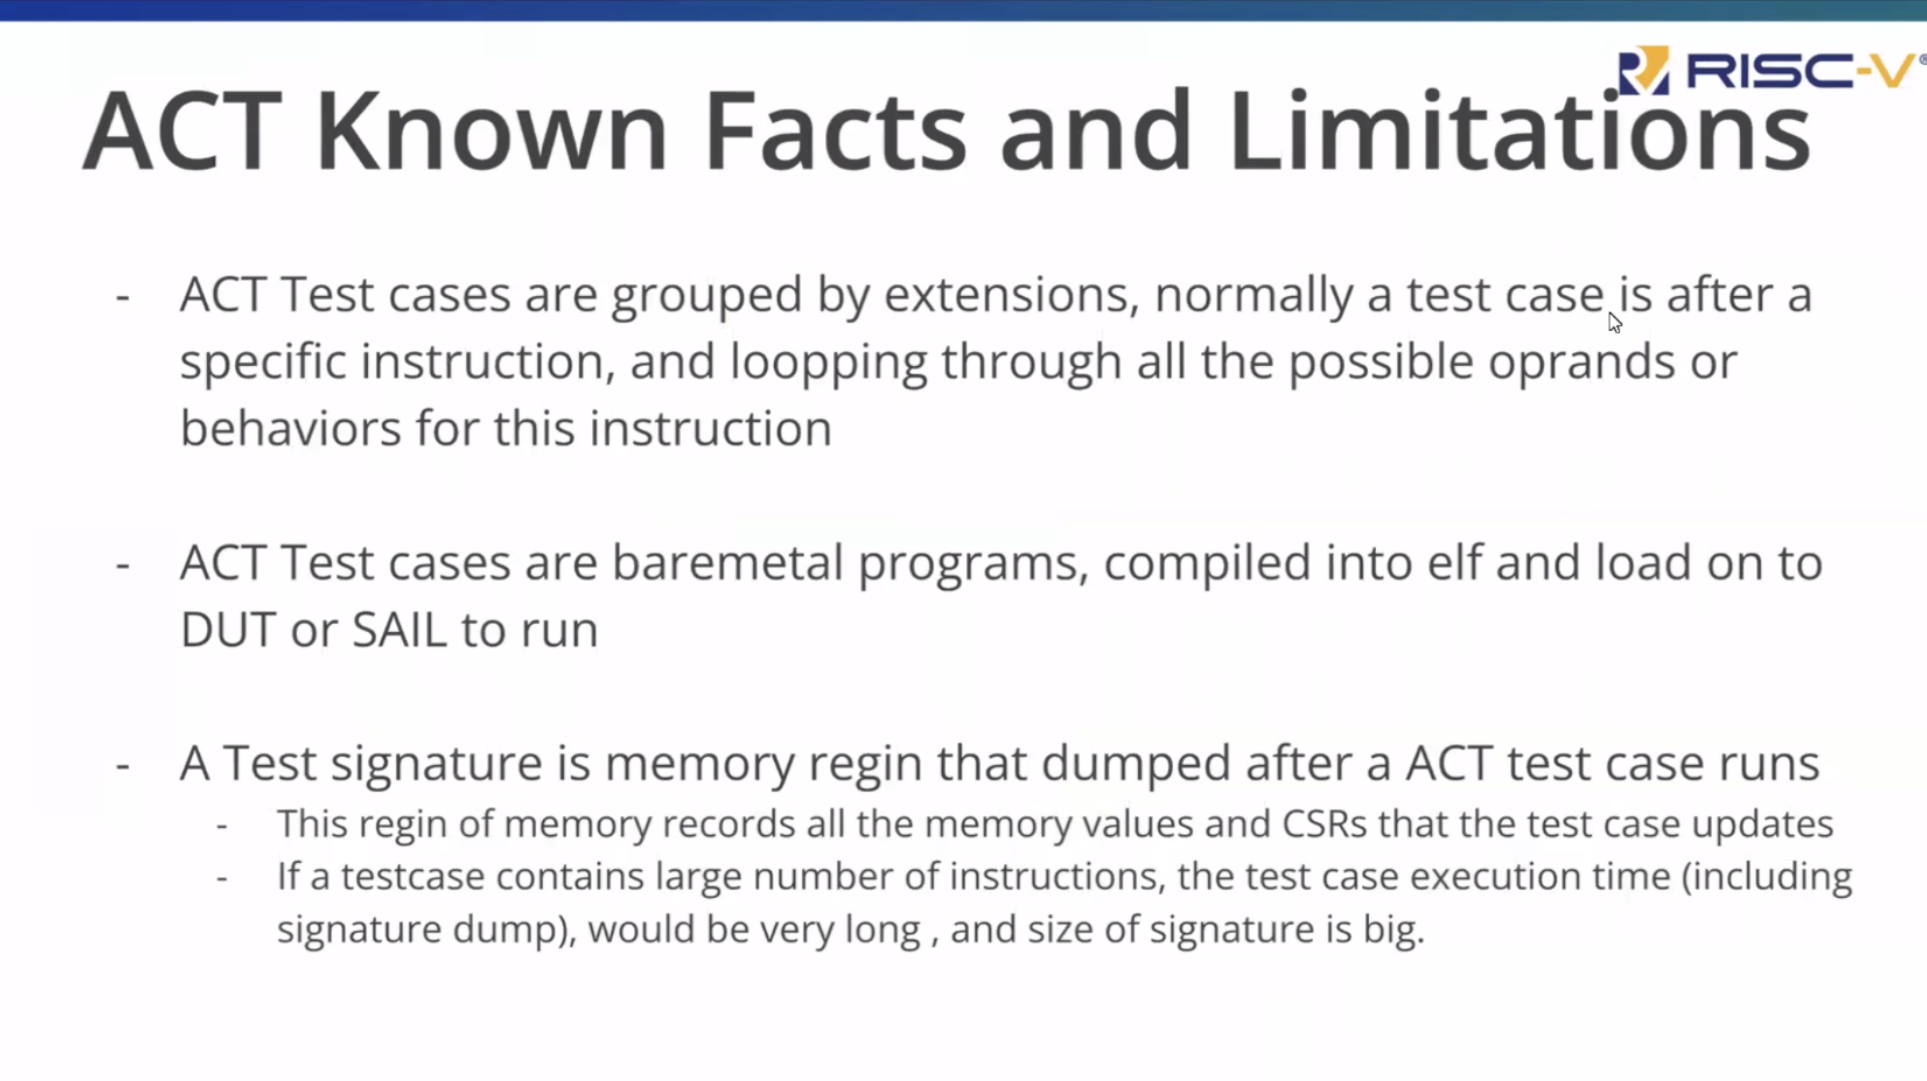 RISC-V®
ACT Known Facts and Limitations
- ACT Test cases are grouped by extensions, normally a test case is after a
specific instruction, and loopping through all the possible oprands or
behaviors for this instruction
- ACT Test cases are baremetal programs, compiled into elf and load on to
DUT or SAIL to run
- A Test signature is memory regin that dumped after a ACT test case runs
- This regin of memory records all the memory values and CSRs that the test case updates
- If a testcase contains large number of instructions, the test case execution time (including
signature dump), would be very long , and size of signature is big.